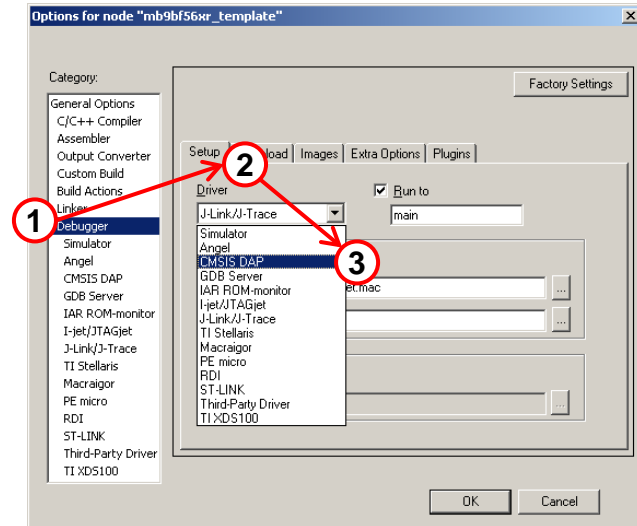 Options for node "mb9bf56xr_template"
Category:
General Options
C/C++ Compiler
Assembler
Output Converter
Custom Build
Build Actions
Linker
Debugger
Simulator
Angel
CMSIS DAP
GDB Server
IAR ROM-monitor
I-jet/JTAGjet
J-Link/J-Trace
TI Stellaris
Macraigor
PE micro
RDI
ST-LINK
Third-Party Driver
TI XDS100
1
Factory Settings
Setup
load
Images
Extra Options
Plugins
2
Driver
Run to
J-Link/J-Trace
main
Simulator
Angel
CMSIS DAP
GDB Server
IAR ROM-monitor
I-jet/JTAGjet
J-Link/J-Trace
TI Stellaris
Macraigor
PE micro
RDI
ST-LINK
Third-Party Driver
TI XDS100
3
et.mac
...
...
...
OK
Cancel